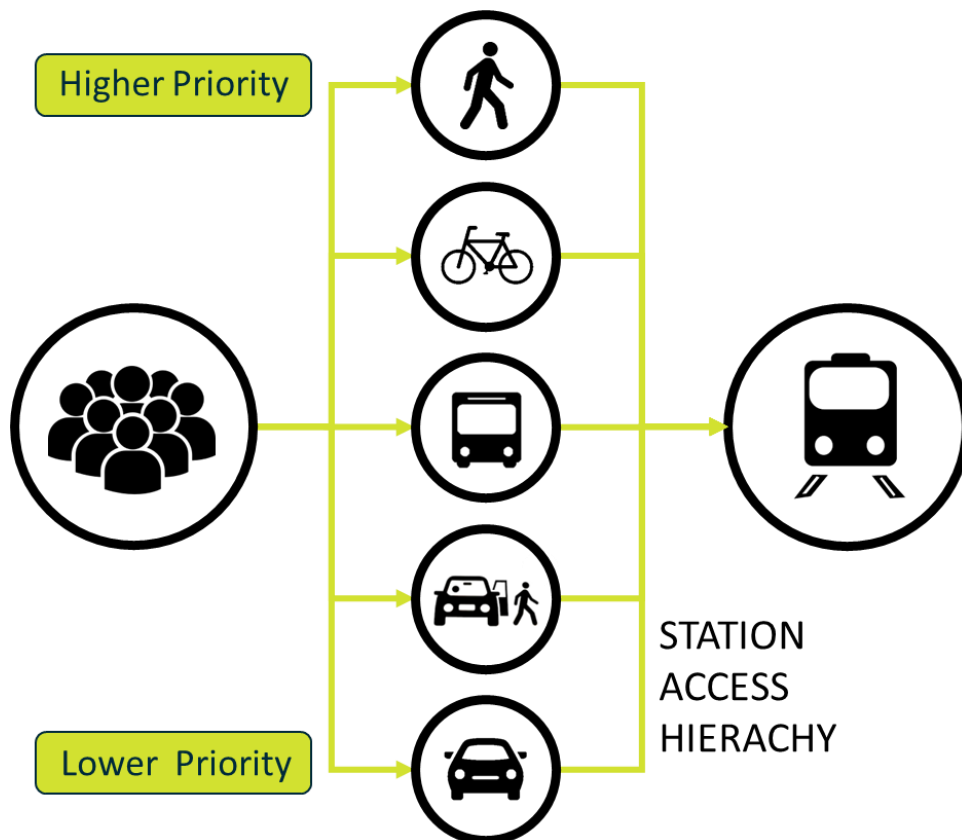 Higher Priority
STATION
ACCESS
HIERACHY
Lower Priority